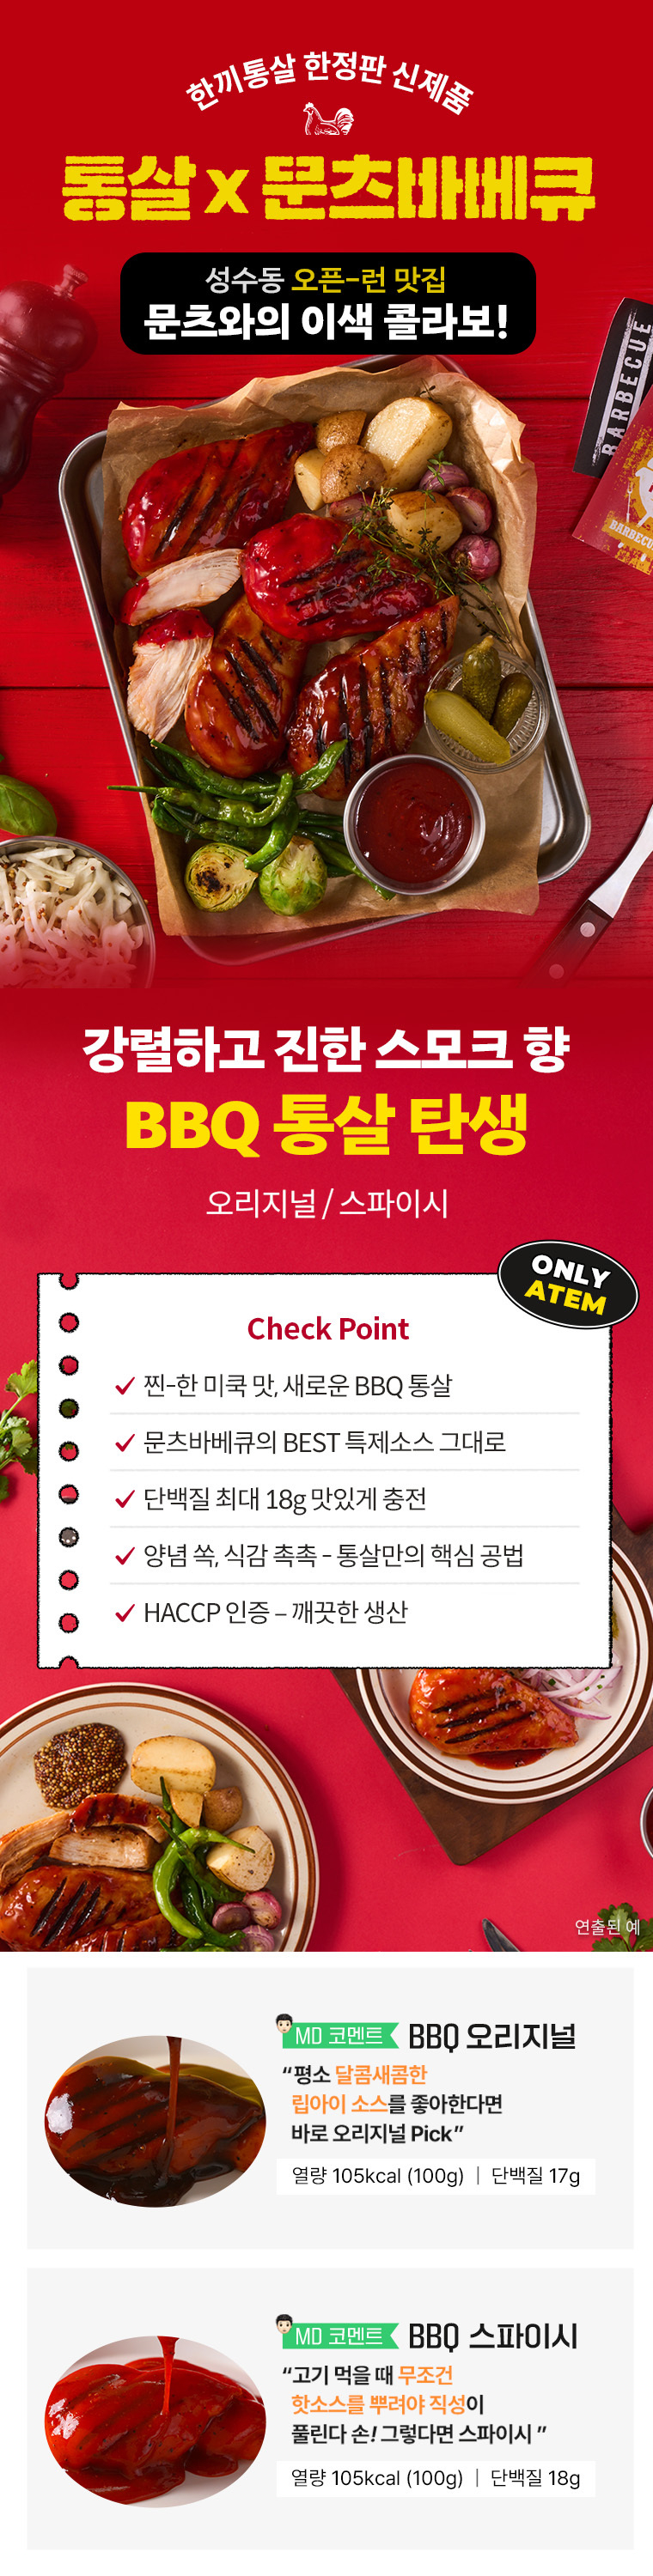 한끼통살 한정판 신제품
통살 x 문츠바베큐
성수동 오픈-런 맛집
문츠와의 이색 콜라보!
BARBECUE
강렬하고 진한 스모크 향
BBQ 통살 탄생
오리지널 / 스파이시
ONLY
ATEM
Check Point
찐-한 미쿡 맛, 새로운 BBQ 통살
문츠바베큐의 BEST 특제소스 그대로
단백질 최대 18g 맛있게 충전
양념 쏙, 식감 촉촉 - 통살만의 핵심 공법
HACCP 인증 – 깨끗한 생산
연출된 예
MD 코멘트 BBQ 오리지널
“평소 달콤새콤한
립아이 소스를 좋아한다면
바로 오리지널 Pick”
열량 105kcal (100g) | 단백질 17g
MD 코멘트 BBQ 스파이시
“고기 먹을 때 무조건
핫소스를 뿌려야 직성이
풀린다 손! 그렇다면 스파이시 ”
열량 105kcal (100g) | 단백질 18g